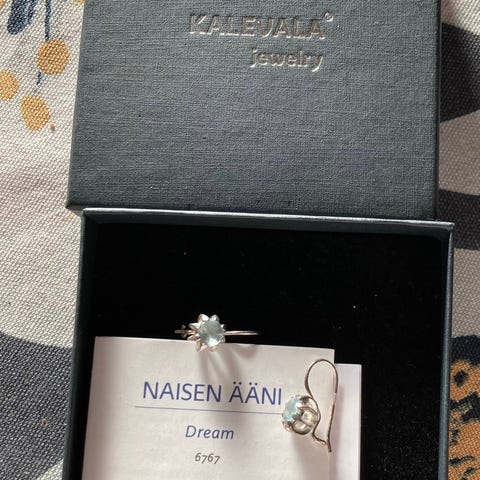 KALEVALA®
jewelry
NAISEN ÄÄNI
Dream
6767